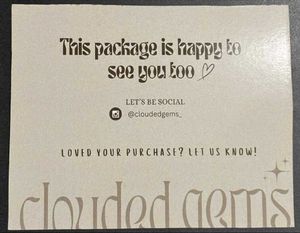 This package is happy to
see you too
LET'S BE SOCIAL
@cloudedgems_
LOVED YOUR PURCHASE? LET US KNOW!
clouded gems